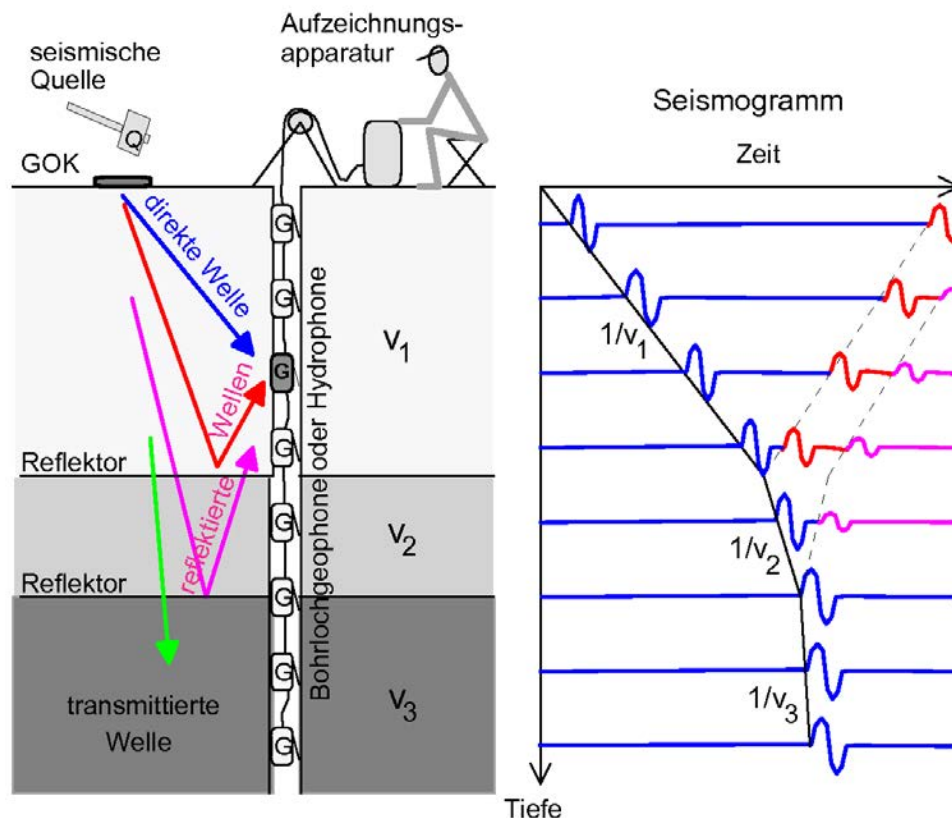 seismische
Quelle
Aufzeichnungs-
apparatur
Q
GOK
direkte Welle
Wellen
reflektierte
Reflektor
Reflektor
transmittierte
Welle
G
G
G
G
G
G
G
G
Bohrlochgeophone oder Hydrophone
v1
v2
v3
Seismogramm
Zeit
1/v1
1/v2
1/v3
Tiefe